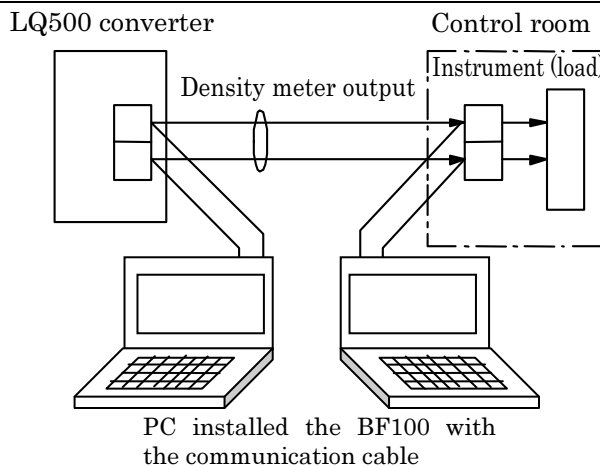 LQ500 converter
Control room
Instrument (load)
Density meter output
PC installed the BF100 with
the communication cable